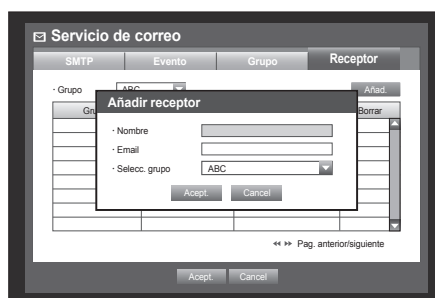 Servicio de correo
SMTP Evento Grupo Receptor
· Grupo ABC Añad.
Gru Borrar
Añadir receptor
· Nombre
· Email
· Selecc. grupo ABC
Acept. Cancel
Pag. anterior/siguiente
Acept. Cancel